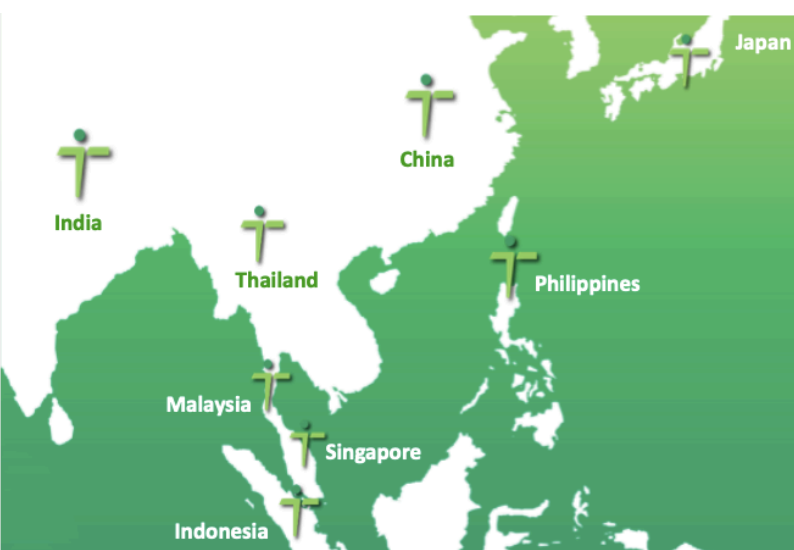 Japan
China
India
Thailand
Philippines
Malaysia
Singapore
Indonesia